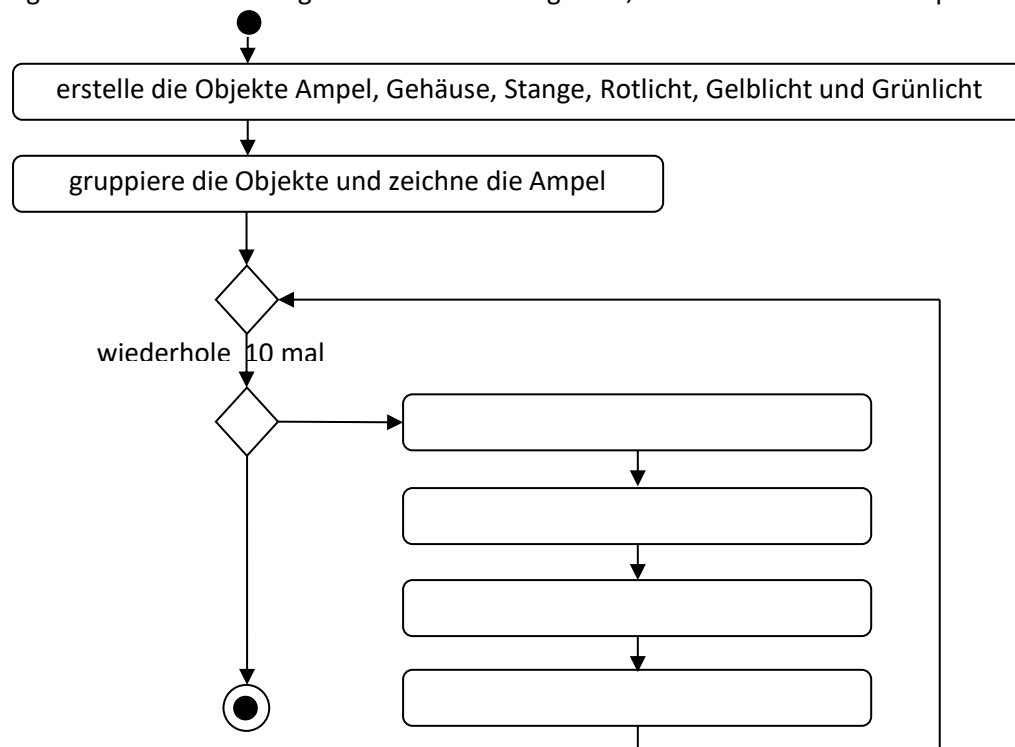 erstelle die Objekte Ampel, Gehäuse, Stange, Rotlicht, Gelblicht und Grünlicht
gruppiere die Objekte und zeichne die Ampel
wiederhole 10 mal